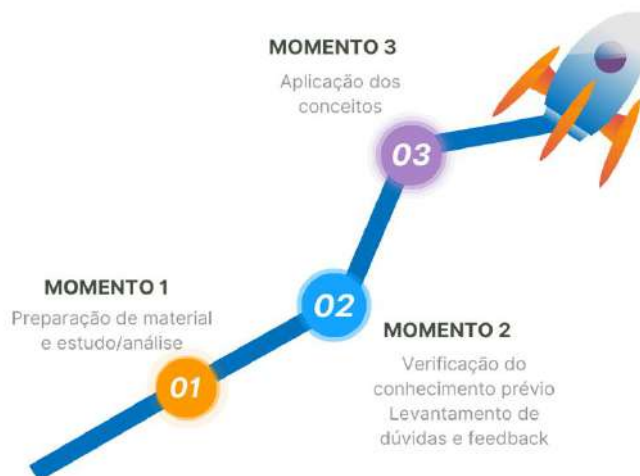 MOMENTO 1
Preparação de material
e estudo/análise
01
MOMENTO 2
Verificação do
conhecimento prévio
Levantamento de
dúvidas e feedback
02
MOMENTO 3
Aplicação dos
conceitos
03